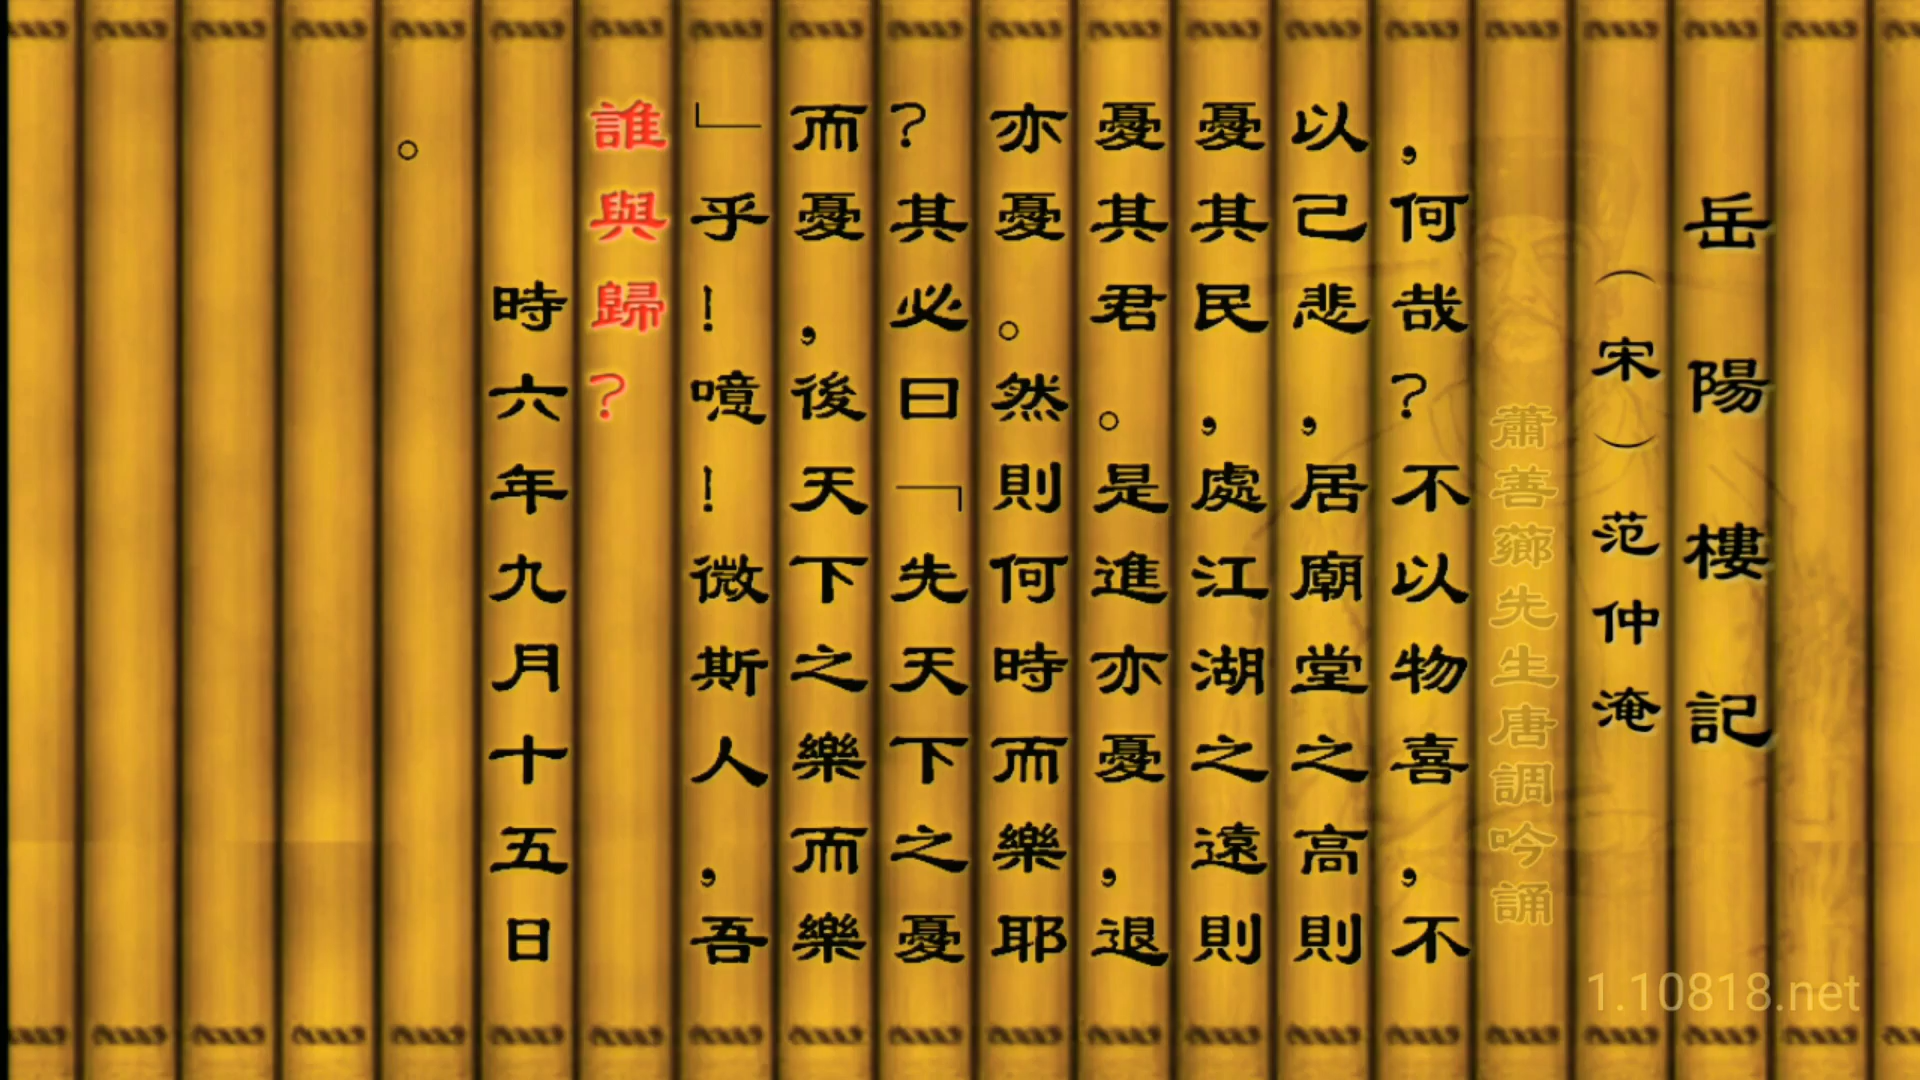 岳陽樓記
（宋）范仲淹
蕭善薌先生唐調吟誦
，何哉？不以物喜，不
以己悲，居廟堂之高則
憂其民，處江湖之遠則
憂其君。是進亦憂，退
亦憂。然則何時而樂耶
？其必曰「先天下之憂
而憂，後天下之樂而樂
」乎！噫！微斯人，吾
誰與歸？
時六年九月十五日
。
1.10818.net